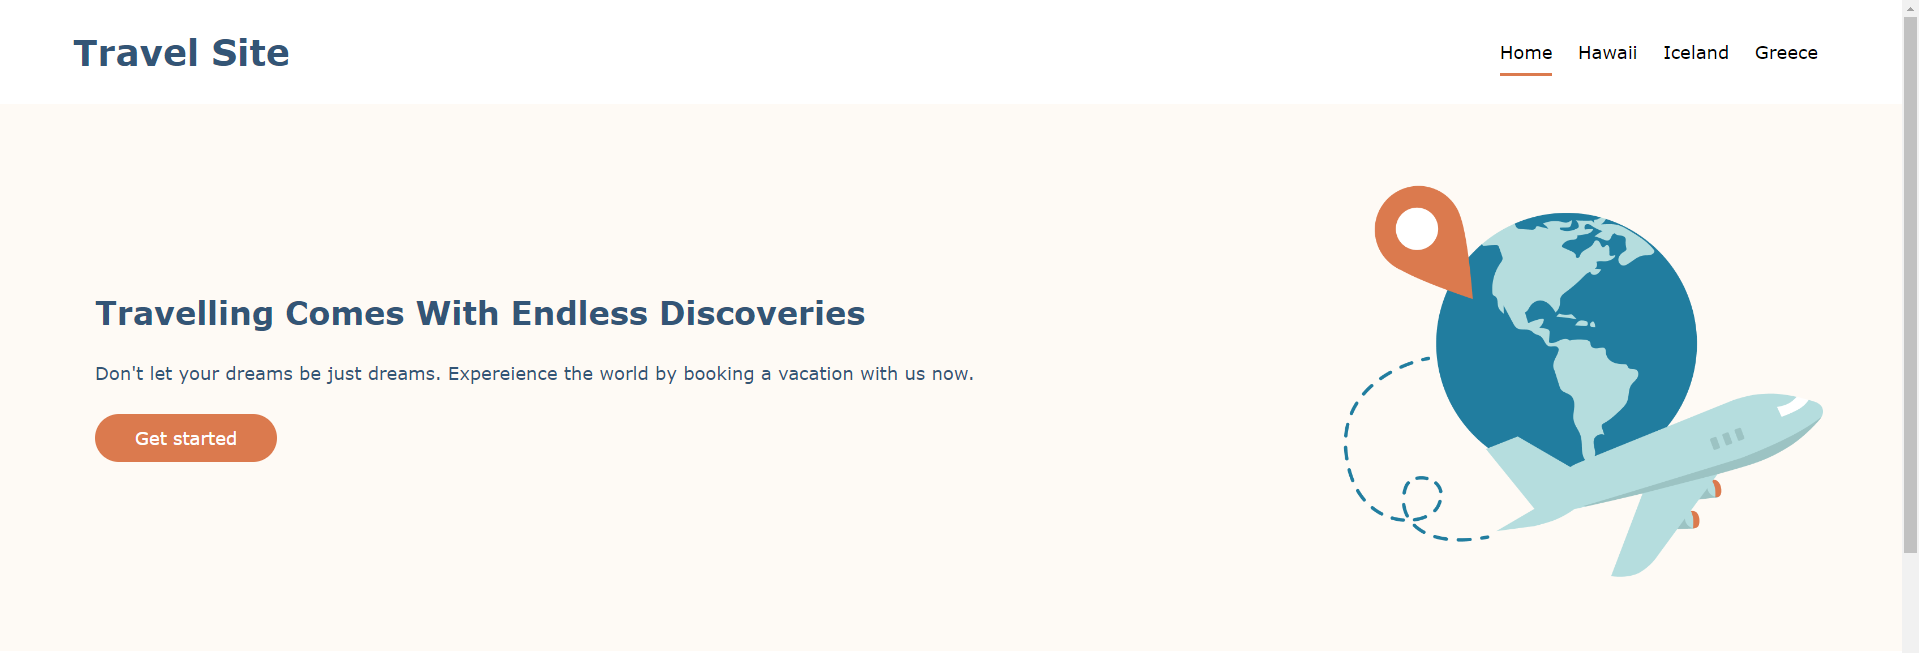 Travel Site
Home Hawaii Iceland Greece
Travelling Comes With Endless Discoveries
Don't let your dreams be just dreams. Expereience the world by booking a vacation with us now.
Get started